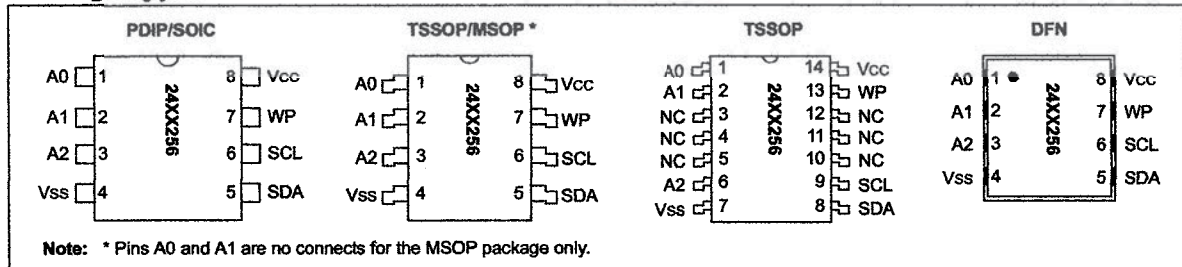 PDIP/SOIC
A0 1 8 Vcc
A1 2 7 WP
A2 3 6 SCL
Vss 4 5 SDA
24XX256
TSSOP/MSOP *
A0 1 8 Vcc
A1 2 7 WP
A2 3 6 SCL
Vss 4 5 SDA
24XX256
TSSOP
A0 1 14 Vcc
A1 2 13 WP
NC 3 12 NC
NC 4 11 NC
NC 5 10 NC
A2 6 9 SCL
Vss 7 8 SDA
24XX256
DFN
A0 1 8 Vcc
A1 2 7 WP
A2 3 6 SCL
Vss 4 5 SDA
24XX256
Note: * Pins A0 and A1 are no connects for the MSOP package only.